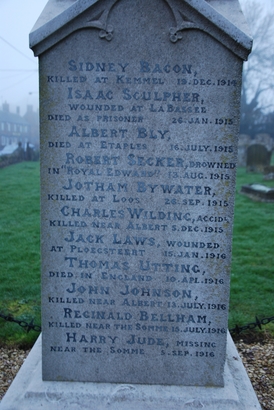 SIDNEY BACON,
KILLED AT KEMMEL 19. DEC. 1914
ISAAC SCULPHER,
WOUNDED AT LA BASSEE
DIED AS PRISONER 26. JAN. 1915
ALBERT BLY,
DIED AT ETAPLES, 16. JULY. 1915
ROBERT SECKER, DROWNED
IN "ROYAL EDWARD" 13. AUG. 1915
JOTHAM BYWATER,
KILLED AT LOOS 26. SEP. 1915
CHARLES WILDING, ACCID:
KILLED NEAR ALBERT 5. DEC. 1915
JACK LAWS, WOUNDED
AT PLOEGSTEERT 15. JAN. 1916
THOMAS UTTING,
DIED IN ENGLAND 10. APL. 1916
JOHN JOHNSON,
KILLED NEAR ALBERT 13. JULY. 1916
REGINALD BELLHAM,
KILLED NEAR THE SOMME 18. JULY. 1916
HARRY JUDE, MISSING
NEAR THE SOMME 5. SEP. 1916